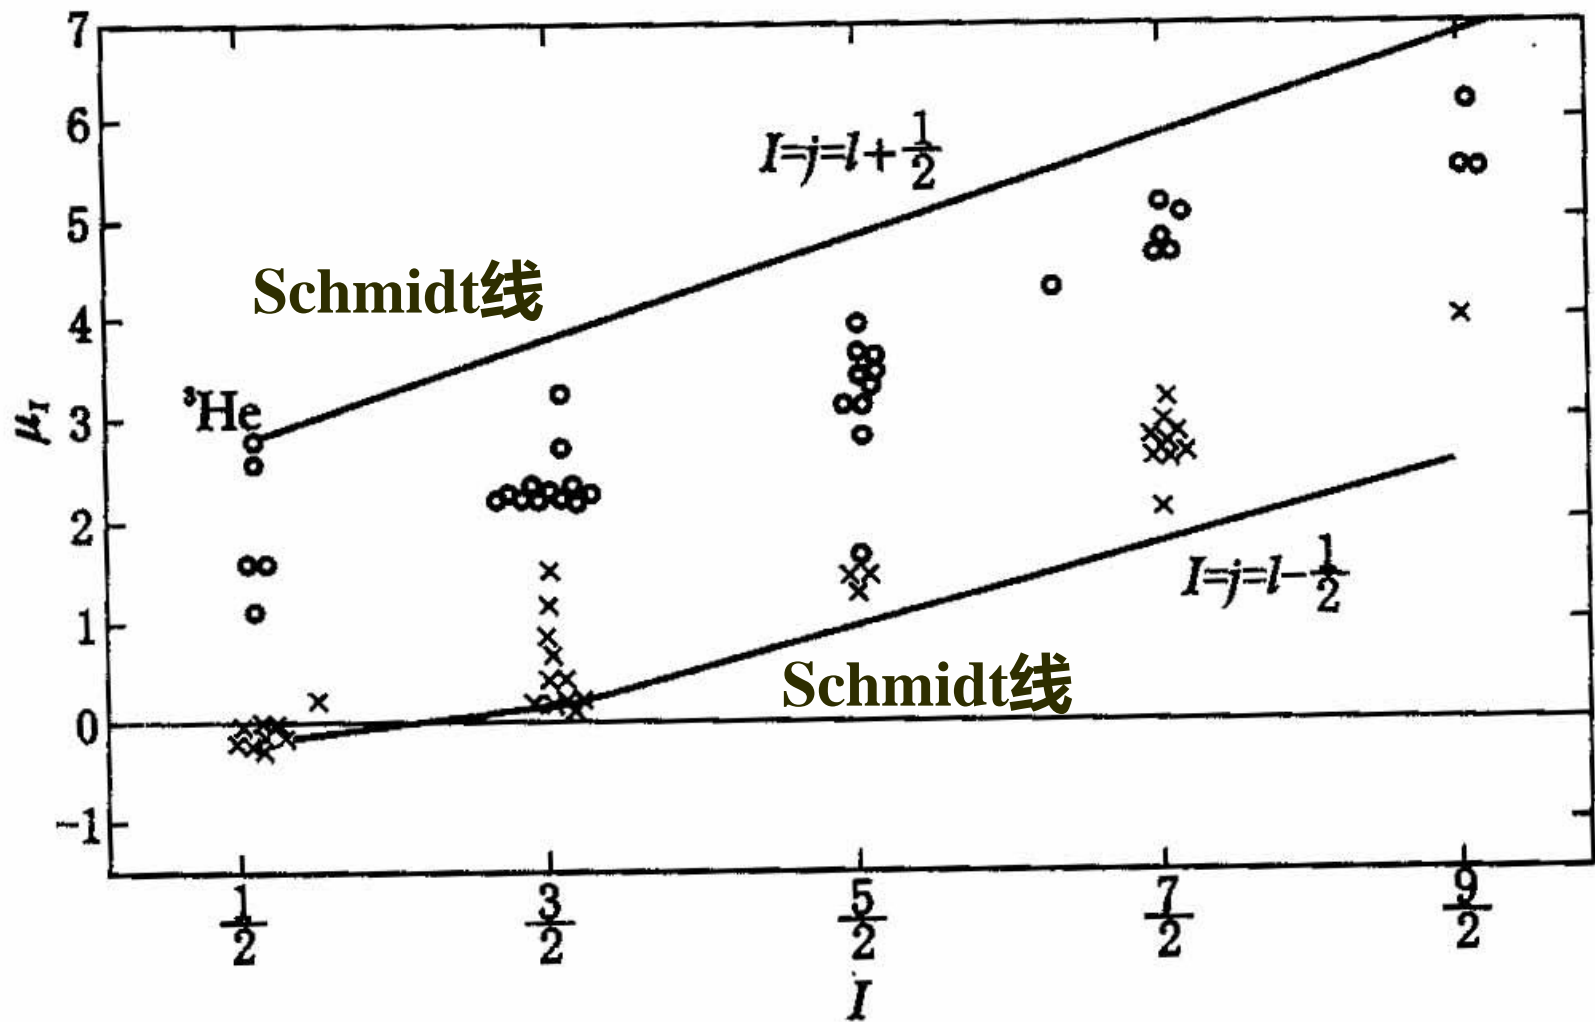 7
6
5
4
3
2
1
0
-1
μI
I=j=l+1/2
Schmidt线
³He
I=j=l-1/2
Schmidt线
1/2
3/2
5/2
7/2
9/2
I